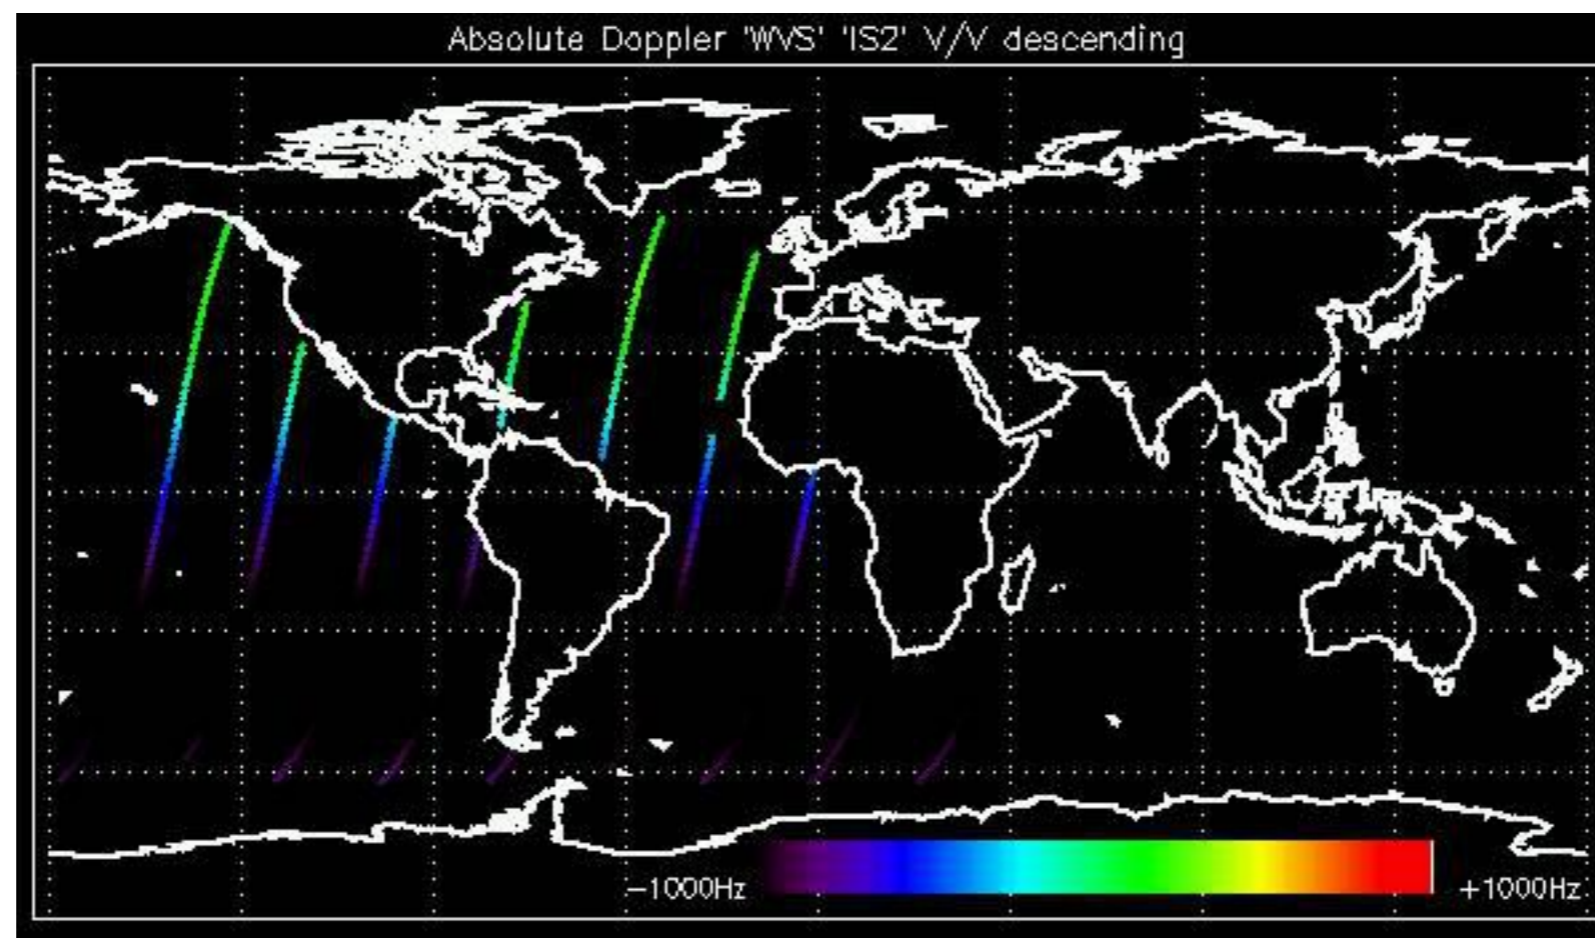 Absolute Doppler 'WVS' 'IS2' V/V descending
-1000Hz +1000Hz